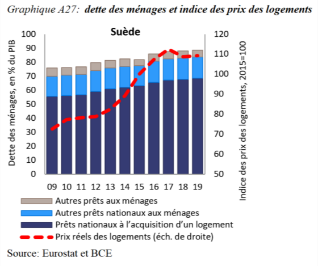 Graphique A27: dette des ménages et indice des prix des logements
Suède
Dette des ménages, en % du PIB
90
80
70
60
50
40
30
20
10
0
120
110
100
90
80
70
60
50
Indice des prix des logements, 2015=100
09 10 11 12 13 14 15 16 17 18 19
Autres prêts aux ménages
Autres prêts nationaux aux ménages
Prêts nationaux à l'acquisition d'un logement
Prix réels des logements (éch. de droite)
Source: Eurostat et BCE